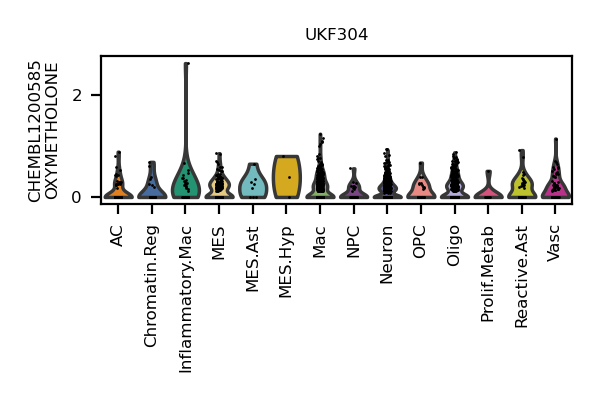 UKF304
CHEMBL1200585
OXYMETHOLONE
2
0
AC
Chromatin.Reg
Inflammatory.Mac
MES
MES.Ast
MES.Hyp
Mac
NPC
Neuron
OPC
Oligo
Prolif.Metab
Reactive.Ast
Vasc